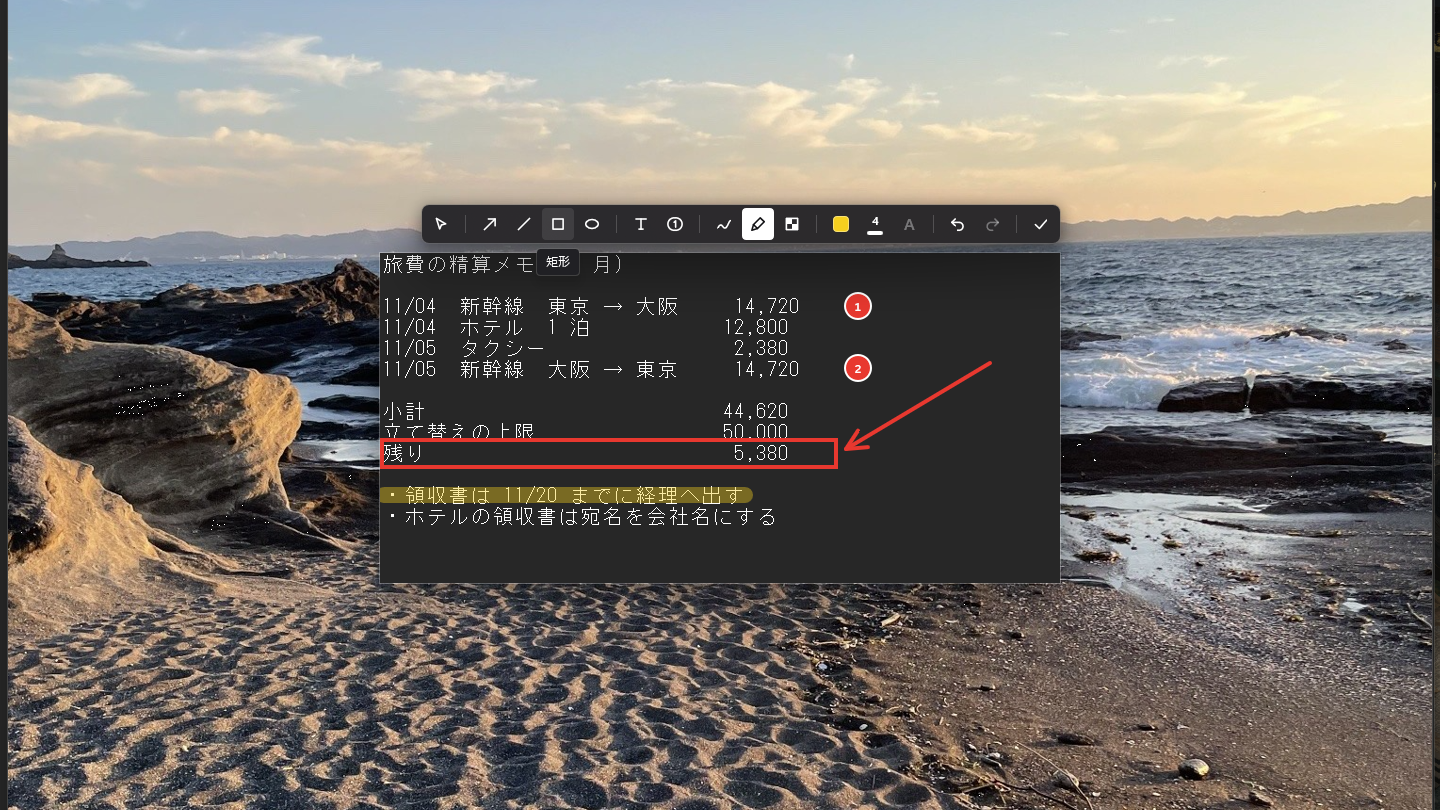 T 1 4 A
旅費の精算メモ 月）
矩形
11/04 新幹線 東京 → 大阪 14,720 1
11/04 ホテル 1 泊 12,800
11/05 タクシー 2,380
11/05 新幹線 大阪 → 東京 14,720 2
小計 44,620
立て替えの上限 50,000
残り 5,380
・領収書は 11/20 までに経理へ出す
・ホテルの領収書は宛名を会社名にする